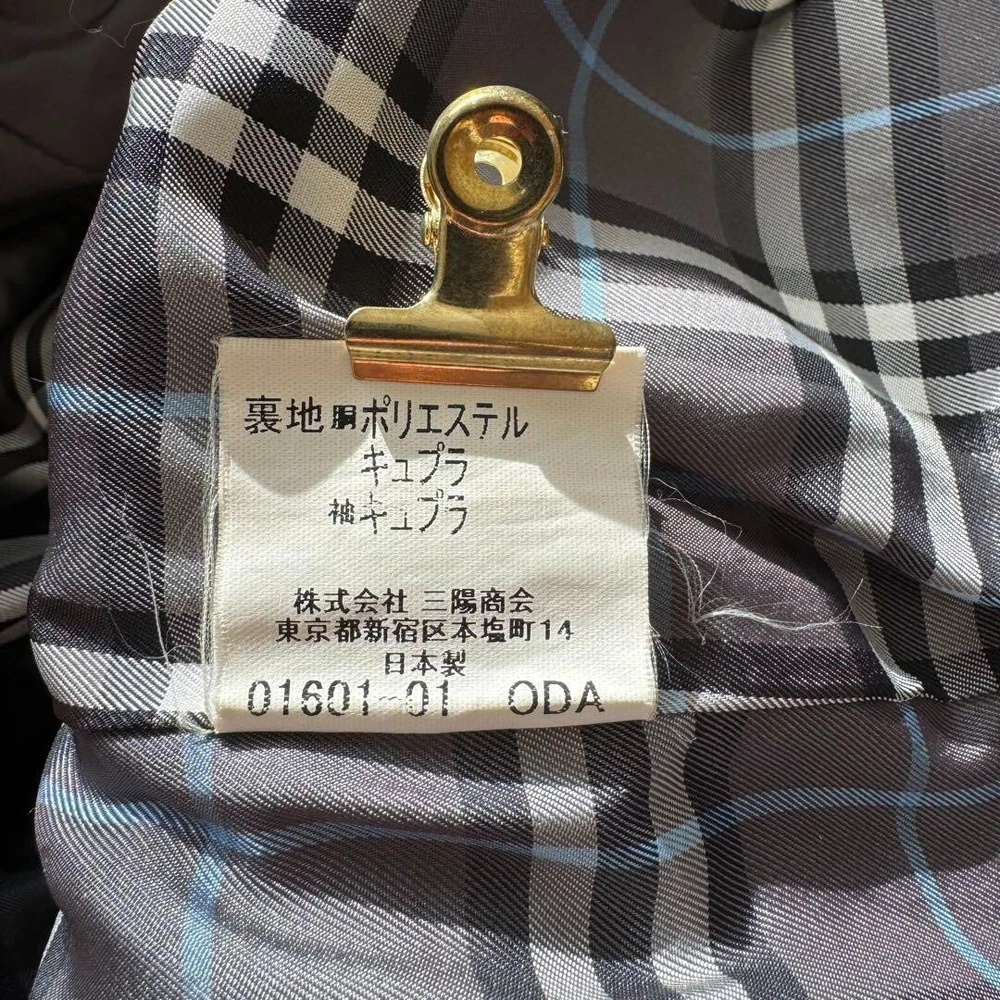 裏地 胴ポリエステル
キュプラ
袖キュプラ
株式会社 三陽商会
東京都新宿区本塩町14
日本製
01601-01 ODA